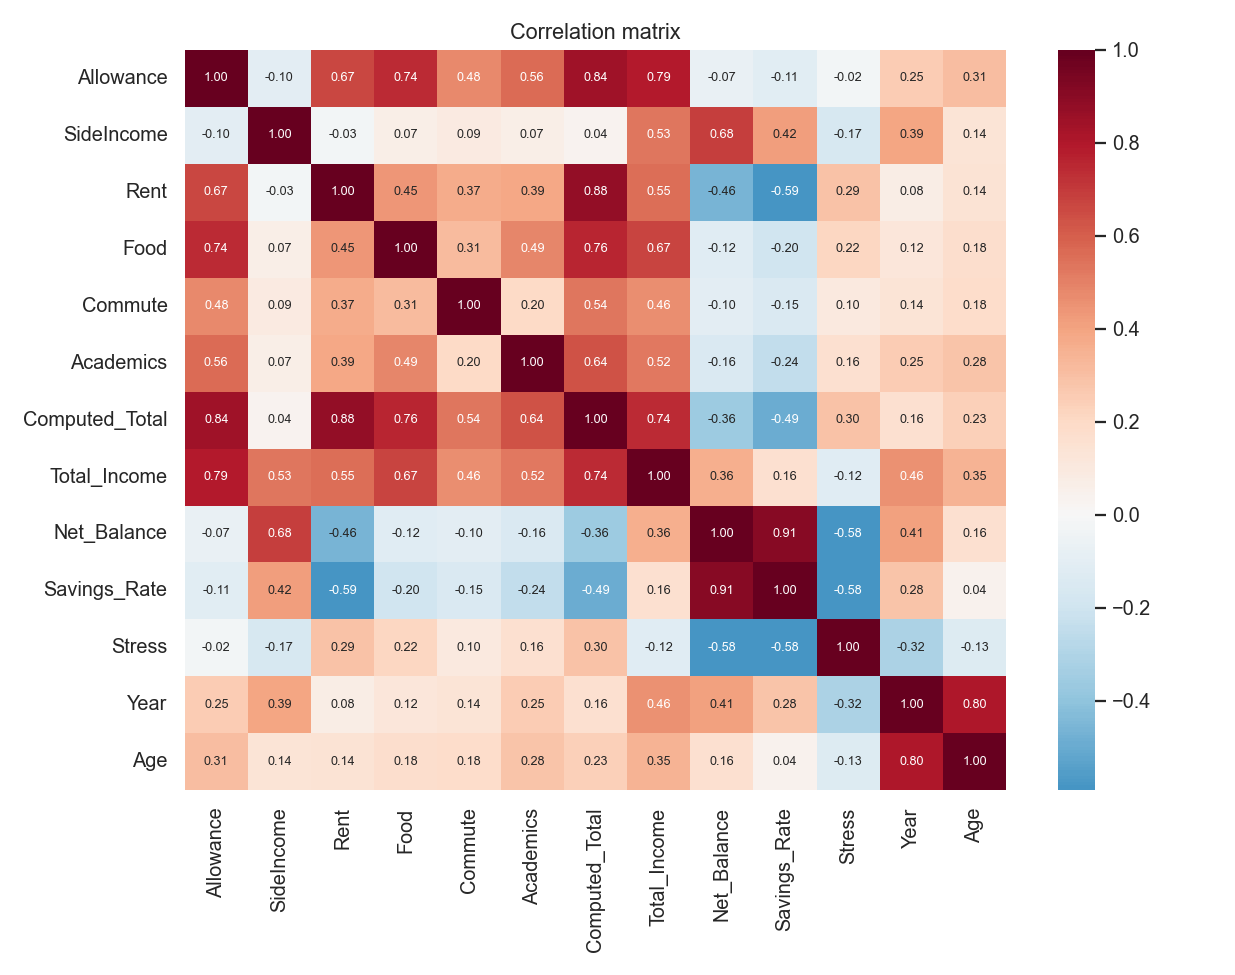 Correlation matrix
Allowance 1.00 -0.10 0.67 0.74 0.48 0.56 0.84 0.79 -0.07 -0.11 -0.02 0.25 0.31
SideIncome -0.10 1.00 -0.03 0.07 0.09 0.07 0.04 0.53 0.68 0.42 -0.17 0.39 0.14
Rent 0.67 -0.03 1.00 0.45 0.37 0.39 0.88 0.55 -0.46 -0.59 0.29 0.08 0.14
Food 0.74 0.07 0.45 1.00 0.31 0.49 0.76 0.67 -0.12 -0.20 0.22 0.12 0.18
Commute 0.48 0.09 0.37 0.31 1.00 0.20 0.54 0.46 -0.10 -0.15 0.10 0.14 0.18
Academics 0.56 0.07 0.39 0.49 0.20 1.00 0.64 0.52 -0.16 -0.24 0.16 0.25 0.28
Computed_Total 0.84 0.04 0.88 0.76 0.54 0.64 1.00 0.74 -0.36 -0.49 0.30 0.16 0.23
Total_Income 0.79 0.53 0.55 0.67 0.46 0.52 0.74 1.00 0.36 0.16 -0.12 0.46 0.35
Net_Balance -0.07 0.68 -0.46 -0.12 -0.10 -0.16 -0.36 0.36 1.00 0.91 -0.58 0.41 0.16
Savings_Rate -0.11 0.42 -0.59 -0.20 -0.15 -0.24 -0.49 0.16 0.91 1.00 -0.58 0.28 0.04
Stress -0.02 -0.17 0.29 0.22 0.10 0.16 0.30 -0.12 -0.58 -0.58 1.00 -0.32 -0.13
Year 0.25 0.39 0.08 0.12 0.14 0.25 0.16 0.46 0.41 0.28 -0.32 1.00 0.80
Age 0.31 0.14 0.14 0.18 0.18 0.28 0.23 0.35 0.16 0.04 -0.13 0.80 1.00
Allowance
SideIncome
Rent
Food
Commute
Academics
Computed_Total
Total_Income
Net_Balance
Savings_Rate
Stress
Year
Age
1.0
0.8
0.6
0.4
0.2
0.0
−0.2
−0.4